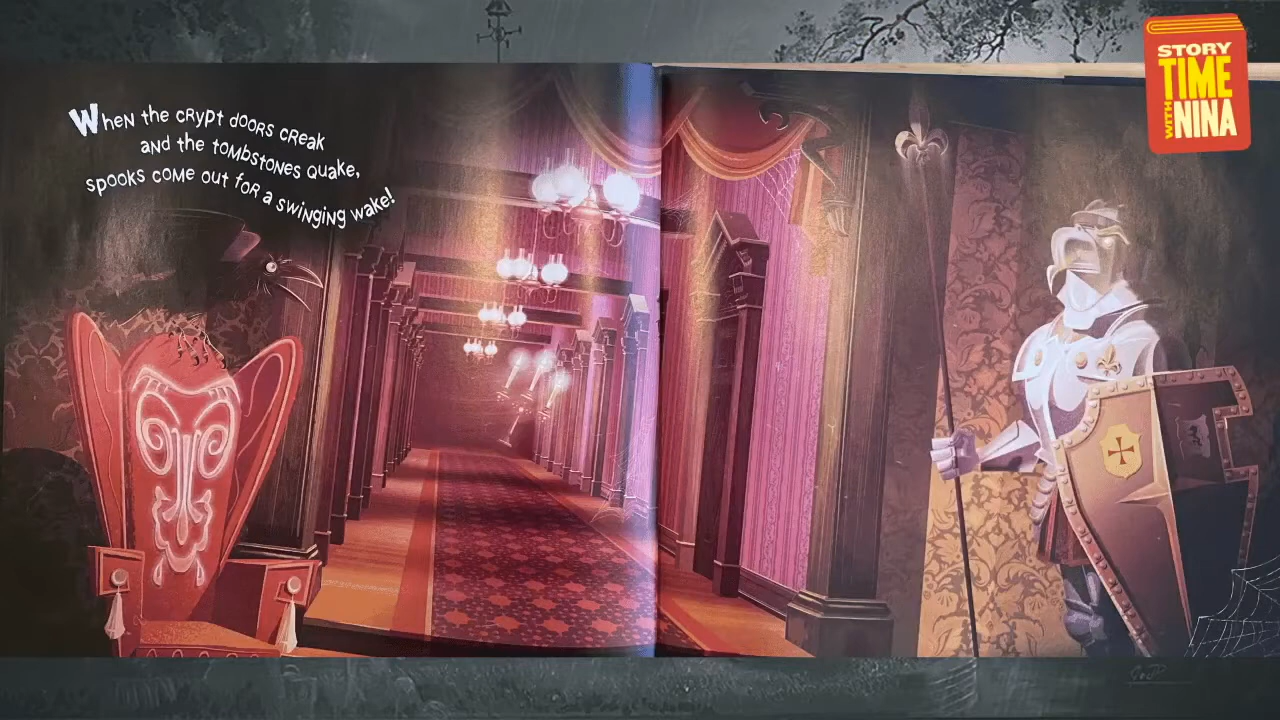 When the crypt doors creak
and the tombstones quake,
spooks come out for a swinging wake!
STORY
TIME
WITH
NINA